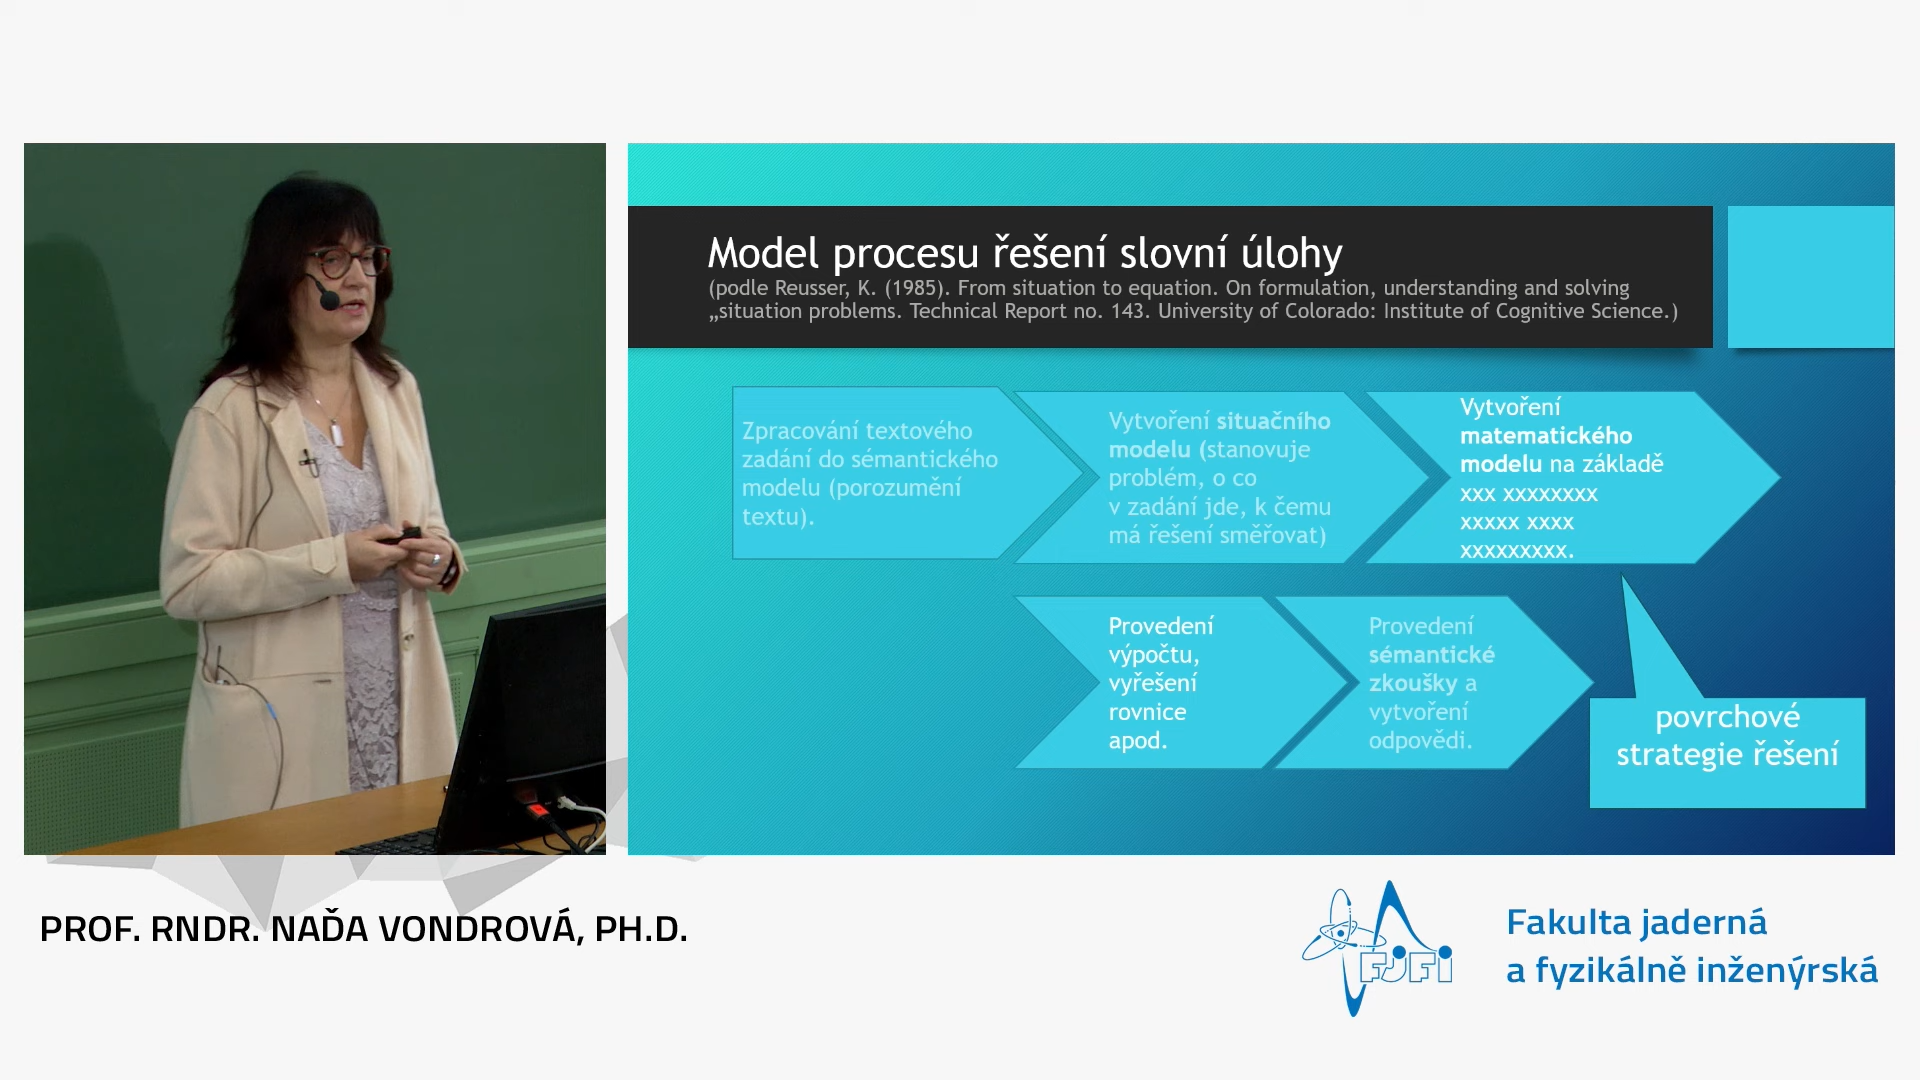 Model procesu řešení slovní úlohy
(podle Reusser, K. (1985). From situation to equation. On formulation, understanding and solving
„situation problems. Technical Report no. 143. University of Colorado: Institute of Cognitive Science.)
Zpracování textového
zadání do sémantického
modelu (porozumění
textu).
Vytvoření situačního
modelu (stanovuje
problém, o co
v zadání jde, k čemu
má řešení směřovat)
Vytvoření
matematického
modelu na základě
xxx xxxxxxxx
xxxxx xxxx
xxxxxxxxx.
Provedení
výpočtu,
vyřešení
rovnice
apod.
Provedení
sémantické
zkoušky a
vytvoření
odpovědi.
povrchové
strategie řešení
PROF. RNDR. NAĎA VONDROVÁ, PH.D.
FJFI
Fakulta jaderná
a fyzikálně inženýrská